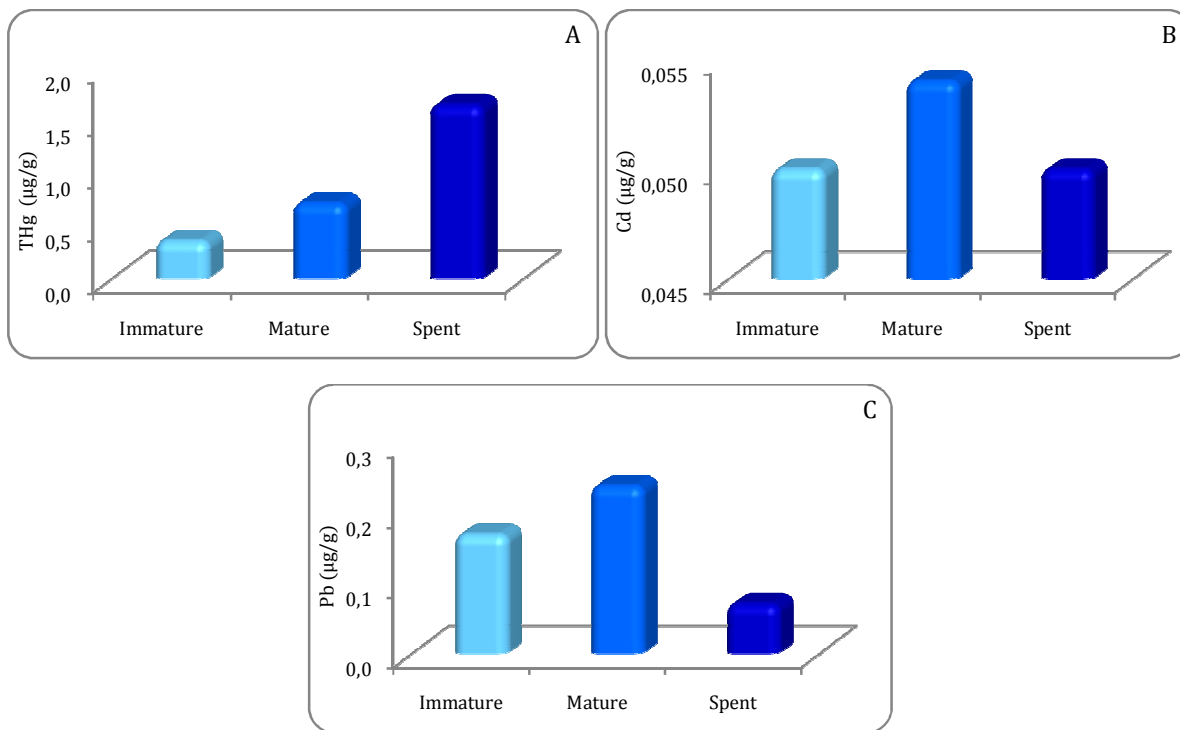 A
2,0
1,5
1,0
0,5
0,0
THg (µg/g)
Immature Mature Spent
B
0,055
0,050
0,045
Cd (µg/g)
Immature Mature Spent
C
0,3
0,2
0,1
0,0
Pb (µg/g)
Immature Mature Spent